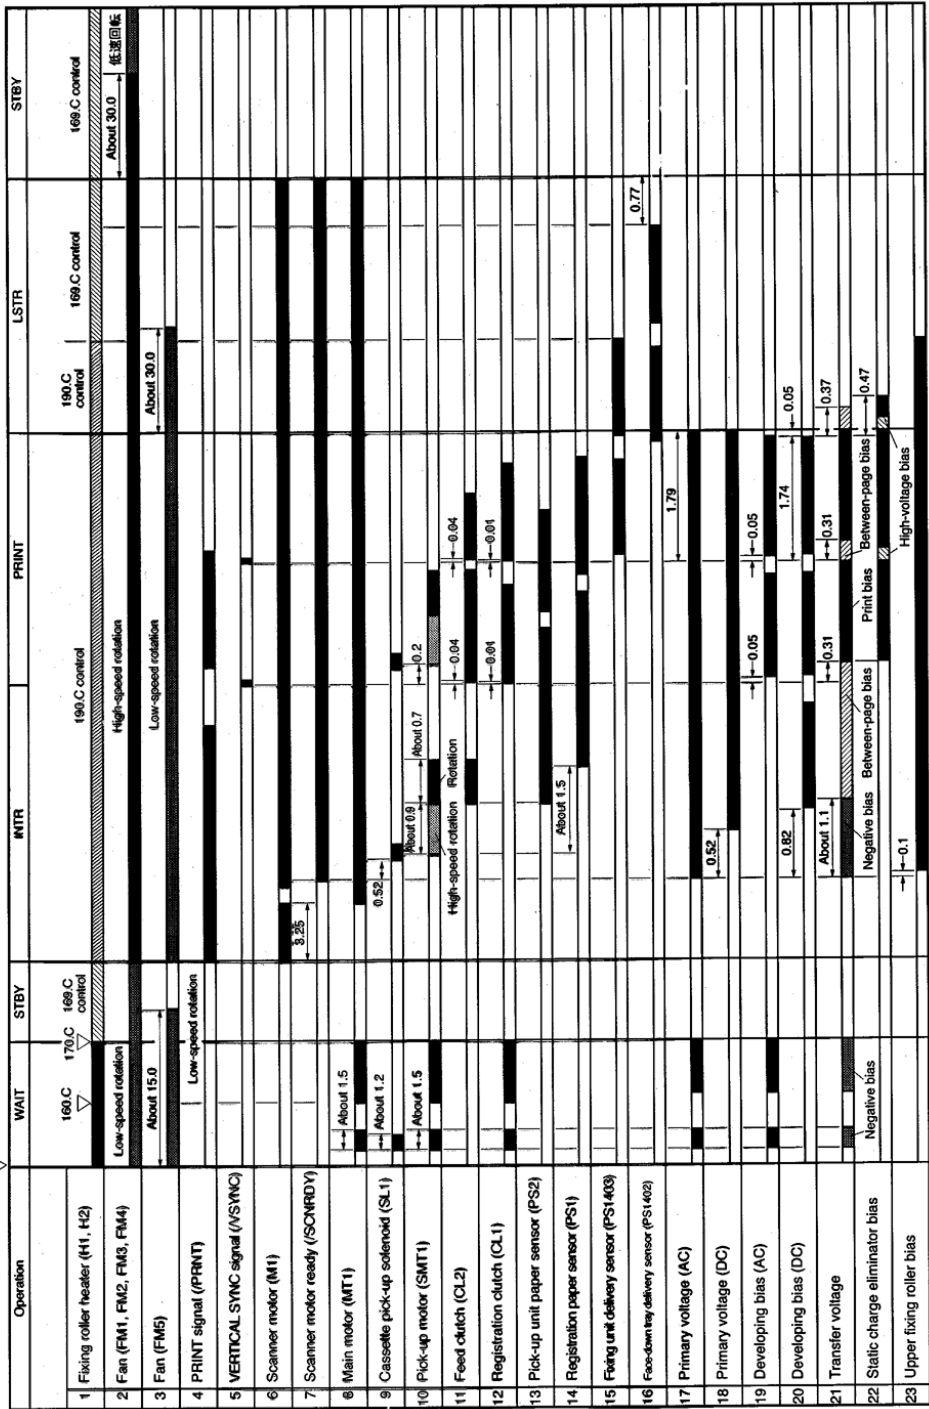 Operation WAIT STBY INTR PRINT LSTR STBY
160.C 170.C
1 Fixing roller heater (H1, H2) 169.C control 190.C control 190.C control 169.C control 169.C control
2 Fan (FM1, FM2, FM3, FM4) Low-speed rotation High-speed rotation About 30.0 低速回転
3 Fan (FM5) About 15.0 Low-speed rotation About 30.0
4 PRINT signal (/PRNT) Low-speed rotation
5 VERTICAL SYNC signal (/VSYNC)
6 Scanner motor (M1)
7 Scanner motor ready (/SCNRDY) 3.25
8 Main motor (MT1) About 1.5
9 Cassette pick-up solenoid (SL1) About 1.2 0.52
10 Pick-up motor (SMT1) About 1.5 About 0.9 About 0.7 0.2
11 Feed clutch (CL2) High-speed rotation Rotation 0.04 0.04
12 Registration clutch (CL1) 0.01 0.01
13 Pick-up unit paper sensor (PS2)
14 Registration paper sensor (PS1) About 1.5
15 Fixing unit delivery sensor (PS1403)
16 Face-down tray delivery sensor (PS1402) 0.77
17 Primary voltage (AC) 1.79
18 Primary voltage (DC) 0.52
19 Developing bias (AC) 0.05 0.05
20 Developing bias (DC) 0.82 1.74 0.05
21 Transfer voltage About 1.1 0.31 0.31 0.37
22 Static charge eliminator bias Negative bias Negative bias Between-page bias Print bias Between-page bias 0.47
23 Upper fixing roller bias 0.1 High-voltage bias